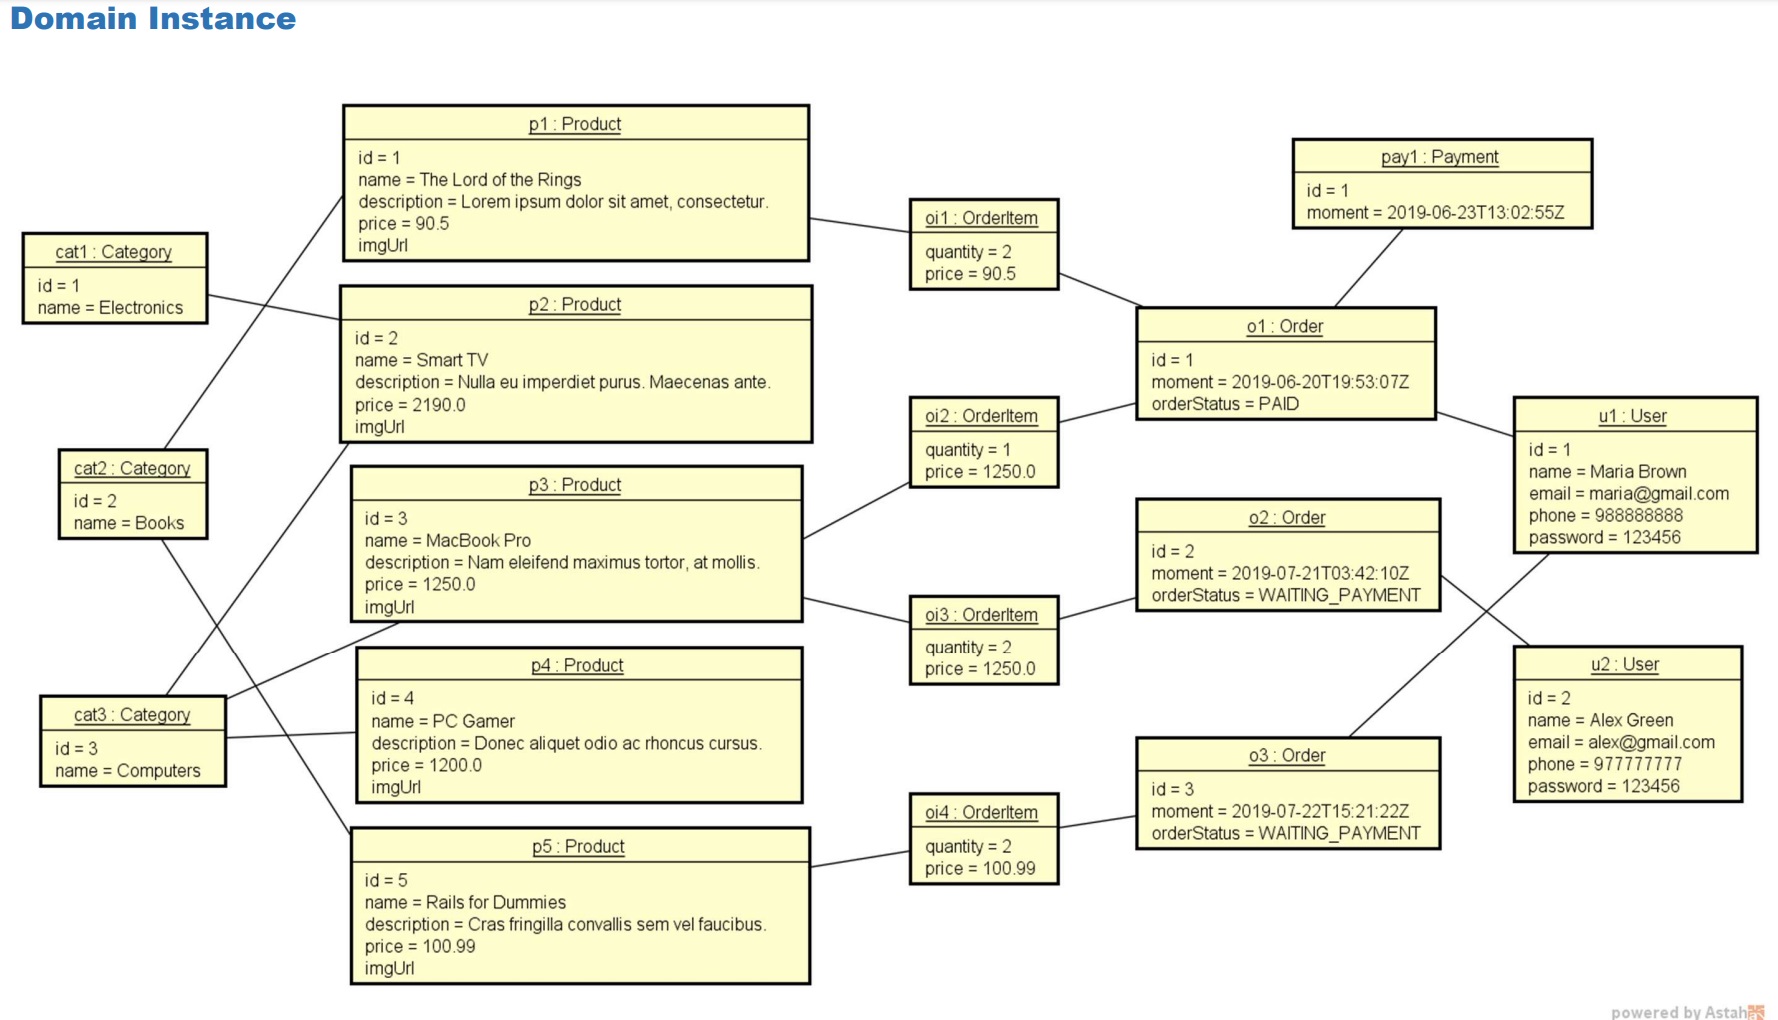 Domain Instance
p1 : Product
id = 1
name = The Lord of the Rings
description = Lorem ipsum dolor sit amet, consectetur.
price = 90.5
imgUrl
pay1 : Payment
id = 1
moment = 2019-06-23T13:02:55Z
oi1 : OrderItem
quantity = 2
price = 90.5
cat1 : Category
id = 1
name = Electronics
p2 : Product
id = 2
name = Smart TV
description = Nulla eu imperdiet purus. Maecenas ante.
price = 2190.0
imgUrl
o1 : Order
id = 1
moment = 2019-06-20T19:53:07Z
orderStatus = PAID
oi2 : OrderItem
quantity = 1
price = 1250.0
u1 : User
id = 1
name = Maria Brown
email = maria@gmail.com
phone = 988888888
password = 123456
cat2 : Category
id = 2
name = Books
p3 : Product
id = 3
name = MacBook Pro
description = Nam eleifend maximus tortor, at mollis.
price = 1250.0
imgUrl
o2 : Order
id = 2
moment = 2019-07-21T03:42:10Z
orderStatus = WAITING_PAYMENT
oi3 : OrderItem
quantity = 2
price = 1250.0
p4 : Product
id = 4
name = PC Gamer
description = Donec aliquet odio ac rhoncus cursus.
price = 1200.0
imgUrl
u2 : User
id = 2
name = Alex Green
email = alex@gmail.com
phone = 977777777
password = 123456
cat3 : Category
id = 3
name = Computers
o3 : Order
id = 3
moment = 2019-07-22T15:21:22Z
orderStatus = WAITING_PAYMENT
oi4 : OrderItem
quantity = 2
price = 100.99
p5 : Product
id = 5
name = Rails for Dummies
description = Cras fringilla convallis sem vel faucibus.
price = 100.99
imgUrl
powered by Astah